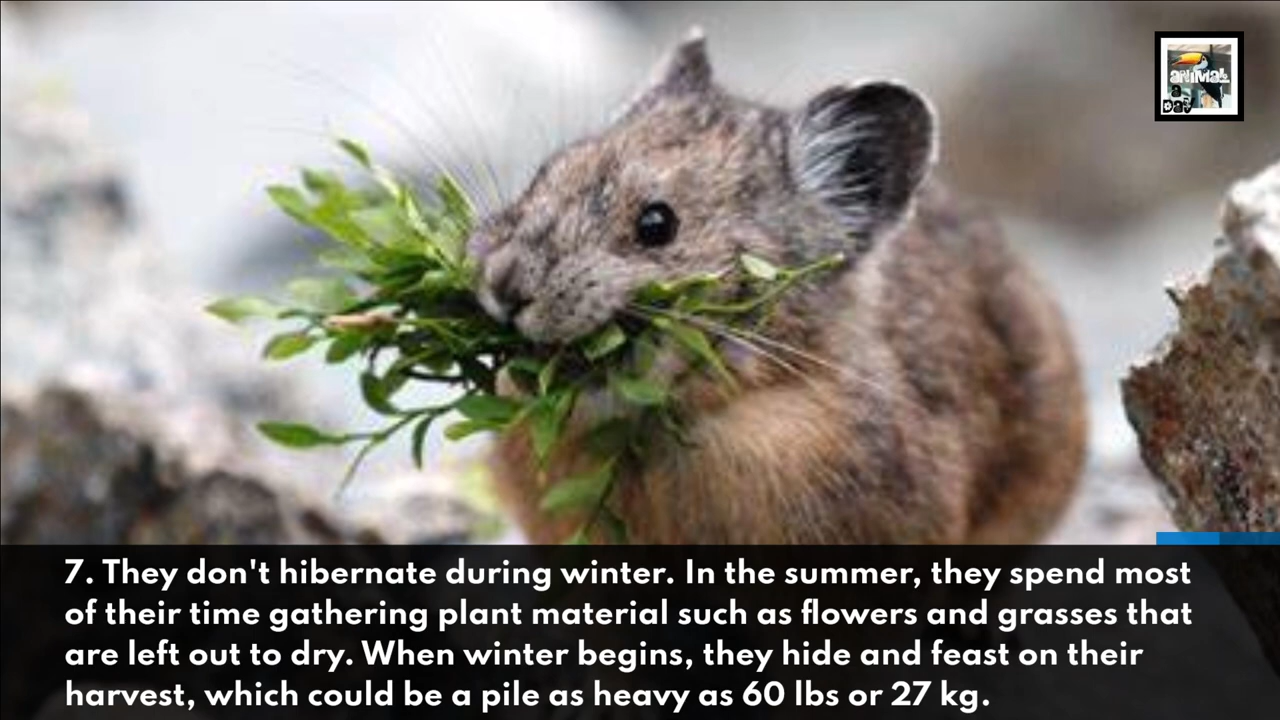 ANIMAL
a
DAY
7. They don't hibernate during winter. In the summer, they spend most
of their time gathering plant material such as flowers and grasses that
are left out to dry. When winter begins, they hide and feast on their
harvest, which could be a pile as heavy as 60 lbs or 27 kg.